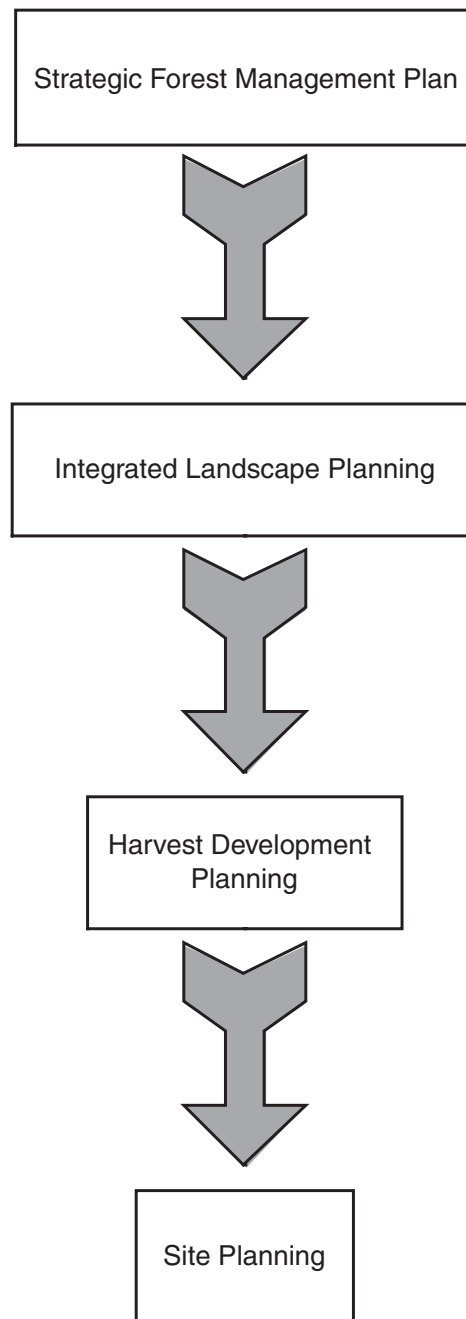 Strategic Forest Management Plan
Integrated Landscape Planning
Harvest Development
Planning
Site Planning